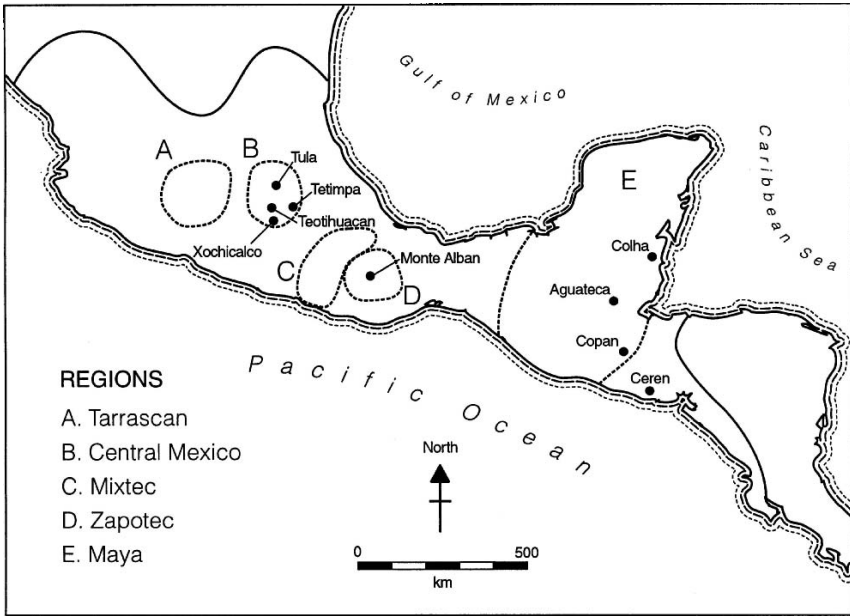 Gulf of Mexico
Caribbean Sea
A
B
Tula
Tetimpa
Teotihuacan
Xochicalco
C
Monte Alban
D
E
Colha
Aguateca
Copan
Ceren
Pacific Ocean
REGIONS
A. Tarrascan
B. Central Mexico
C. Mixtec
D. Zapotec
E. Maya
North
0 500
km